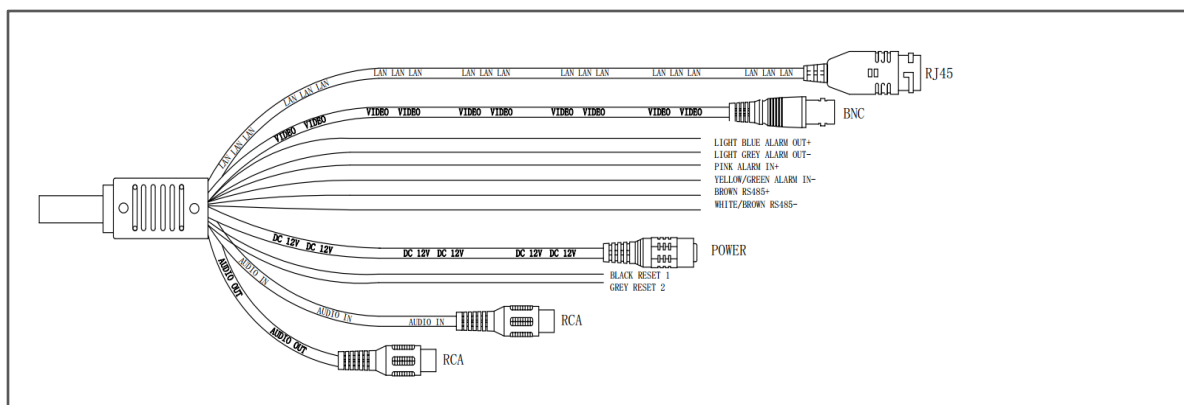 LAN LAN LAN LAN LAN LAN LAN LAN LAN LAN LAN LAN LAN LAN LAN LAN LAN LAN
RJ45
VIDEO VIDEO VIDEO VIDEO VIDEO VIDEO VIDEO VIDEO VIDEO VIDEO
BNC
LIGHT BLUE ALARM OUT+
LIGHT GREY ALARM OUT-
PINK ALARM IN+
YELLOW/GREEN ALARM IN-
BROWN RS485+
WHITE/BROWN RS485-
DC 12V DC 12V DC 12V DC 12V DC 12V DC 12V
POWER
BLACK RESET 1
GREY RESET 2
AUDIO IN AUDIO IN AUDIO IN
RCA
AUDIO OUT AUDIO OUT
RCA